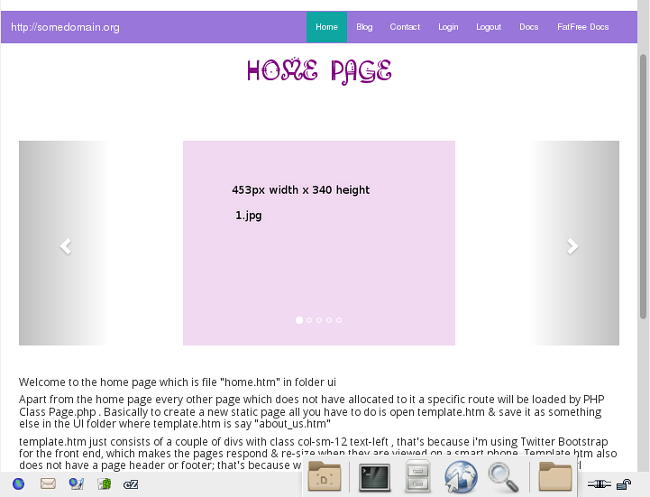 http://somedomain.org Home Blog Contact Login Logout Docs FatFree Docs
HOME PAGE
453px width x 340 height
1.jpg
Welcome to the home page which is file "home.htm" in folder ui
Apart from the home page every other page which does not have allocated to it a specific route will be loaded by PHP
Class Page.php . Basically to create a new static page all you have to do is open template.htm & save it as something
else in the UI folder where template.htm is say "about_us.htm"
template.htm just consists of a couple of divs with class col-sm-12 text-left , that's because i'm using Twitter Bootstrap
for the front end, which makes the pages respond & re-size when they are viewed on a smart phone. Template.htm also
does not have a page header or footer; that's because w